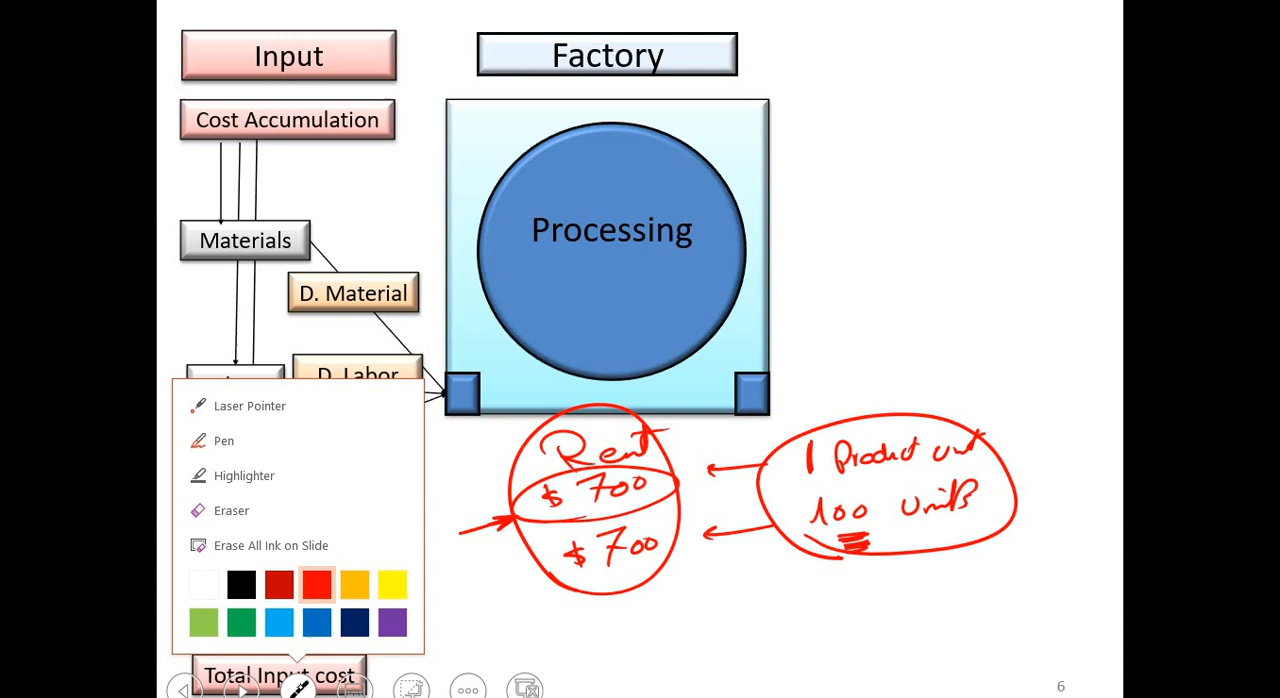 Input
Factory
Cost Accumulation
Materials
Processing
D. Material
D. Labor
Laser Pointer
Pen
Highlighter
Eraser
Erase All Ink on Slide
Rent
$ 700
$ 700
1 Product unit
100 units
Total Input cost
6